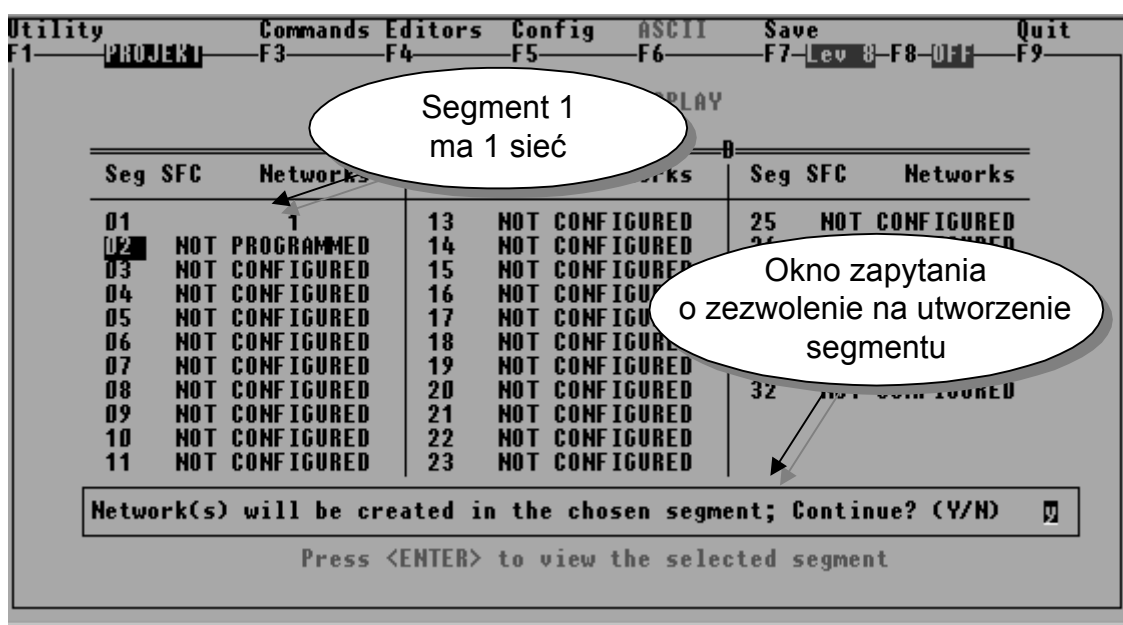 Utility Commands Editors Config ASCII Save Quit
F1 PROJEKT F3 F4 F5 F6 F7 Lev 8 F8 OFF F9
Segment 1
ma 1 sieć
Seg SFC Networks Seg SFC Networks
01 1 13 NOT CONFIGURED 25 NOT CONFIGURED
02 NOT PROGRAMMED 14 NOT CONFIGURED
03 NOT CONFIGURED 15 NOT CONFIGURED
04 NOT CONFIGURED 16 NOT
05 NOT CONFIGURED 17 NOT
06 NOT CONFIGURED 18 NOT
07 NOT CONFIGURED 19 NOT CONFIGURED
08 NOT CONFIGURED 20 NOT CONFIGURED 32 NOT CONFIGURED
09 NOT CONFIGURED 21 NOT CONFIGURED
10 NOT CONFIGURED 22 NOT CONFIGURED
11 NOT CONFIGURED 23 NOT CONFIGURED
Okno zapytania
o zezwolenie na utworzenie
segmentu
Network(s) will be created in the chosen segment; Continue? (Y/N) y
Press <ENTER> to view the selected segment